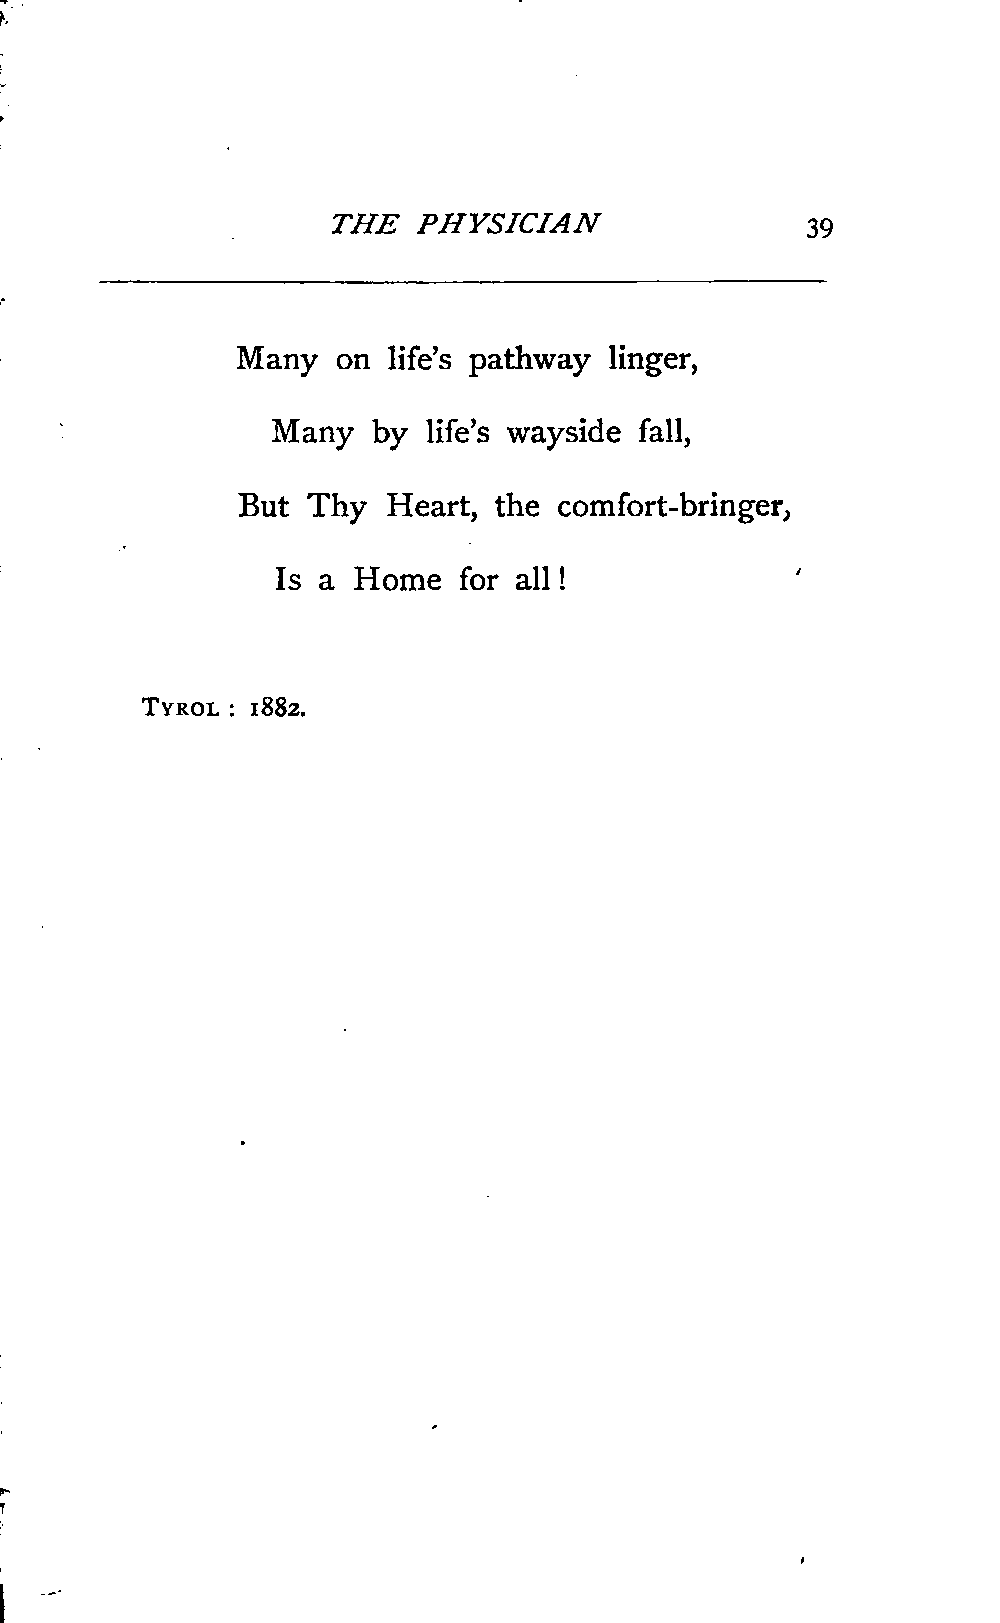 THE PHYSICIAN 39
Many on life's pathway linger,
Many by life's wayside fall,
But Thy Heart, the comfort-bringer,
Is a Home for all!
TYROL: 1882.